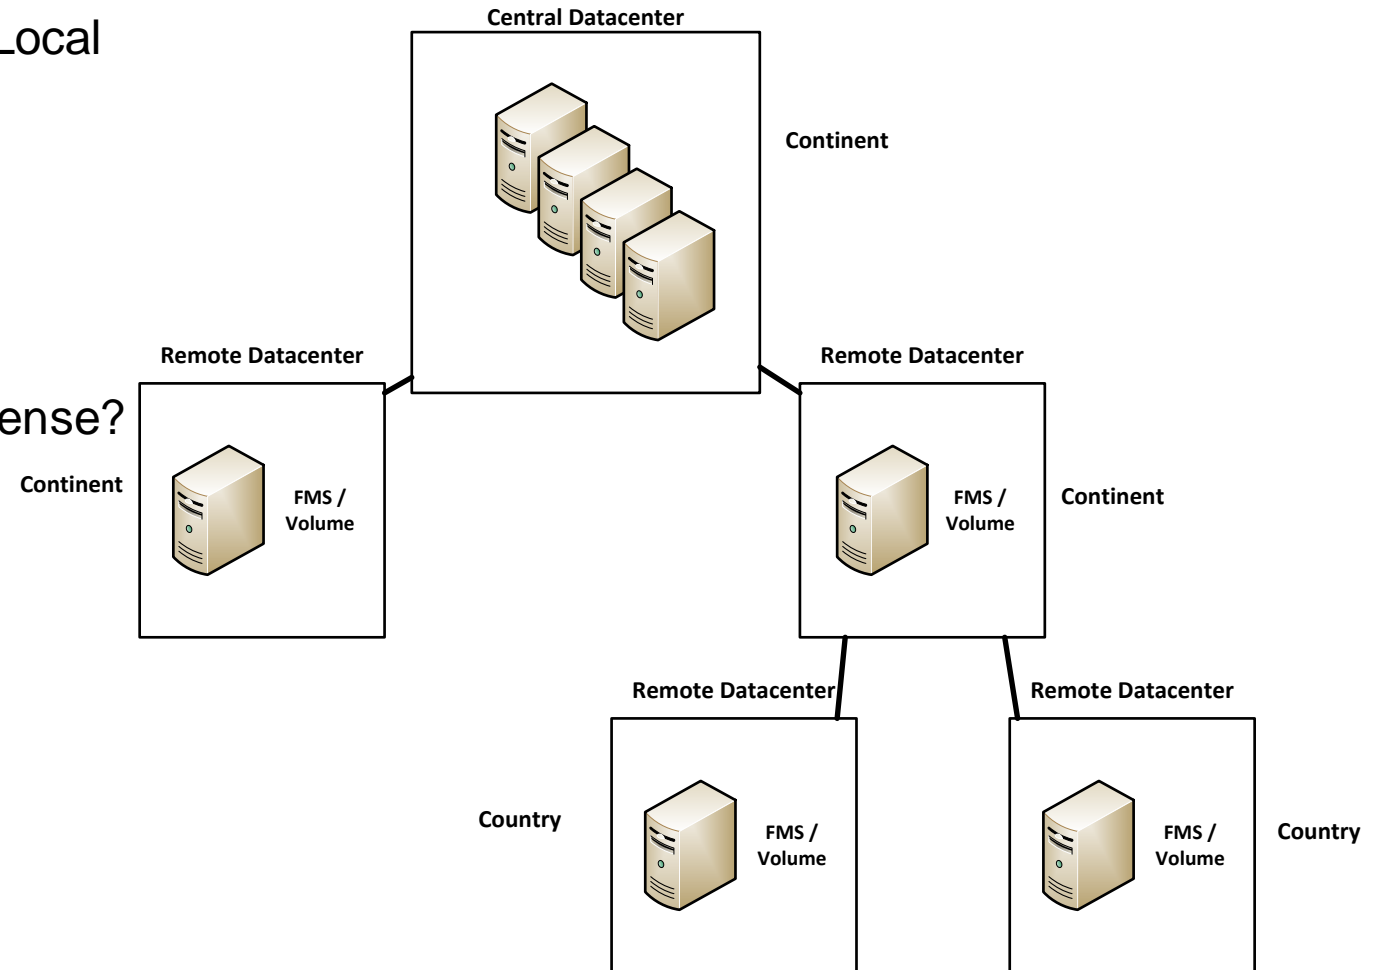 Central Datacenter
Local
Continent
Remote Datacenter
Remote Datacenter
ense?
Continent
FMS /
Volume
FMS /
Volume
Continent
Remote Datacenter
Remote Datacenter
Country
FMS /
Volume
FMS /
Volume
Country